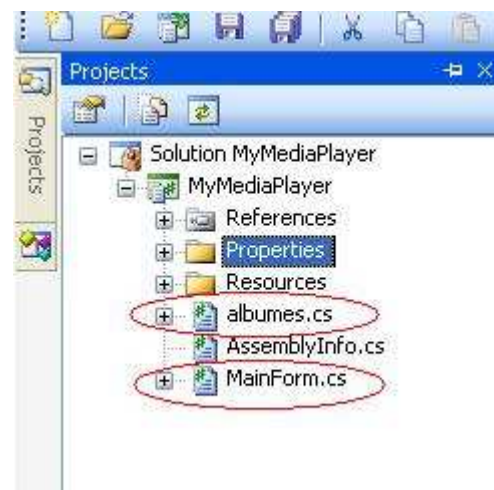 Projects
Projects
Solution MyMediaPlayer
MyMediaPlayer
References
Properties
Resources
albumes.cs
AssemblyInfo.cs
MainForm.cs